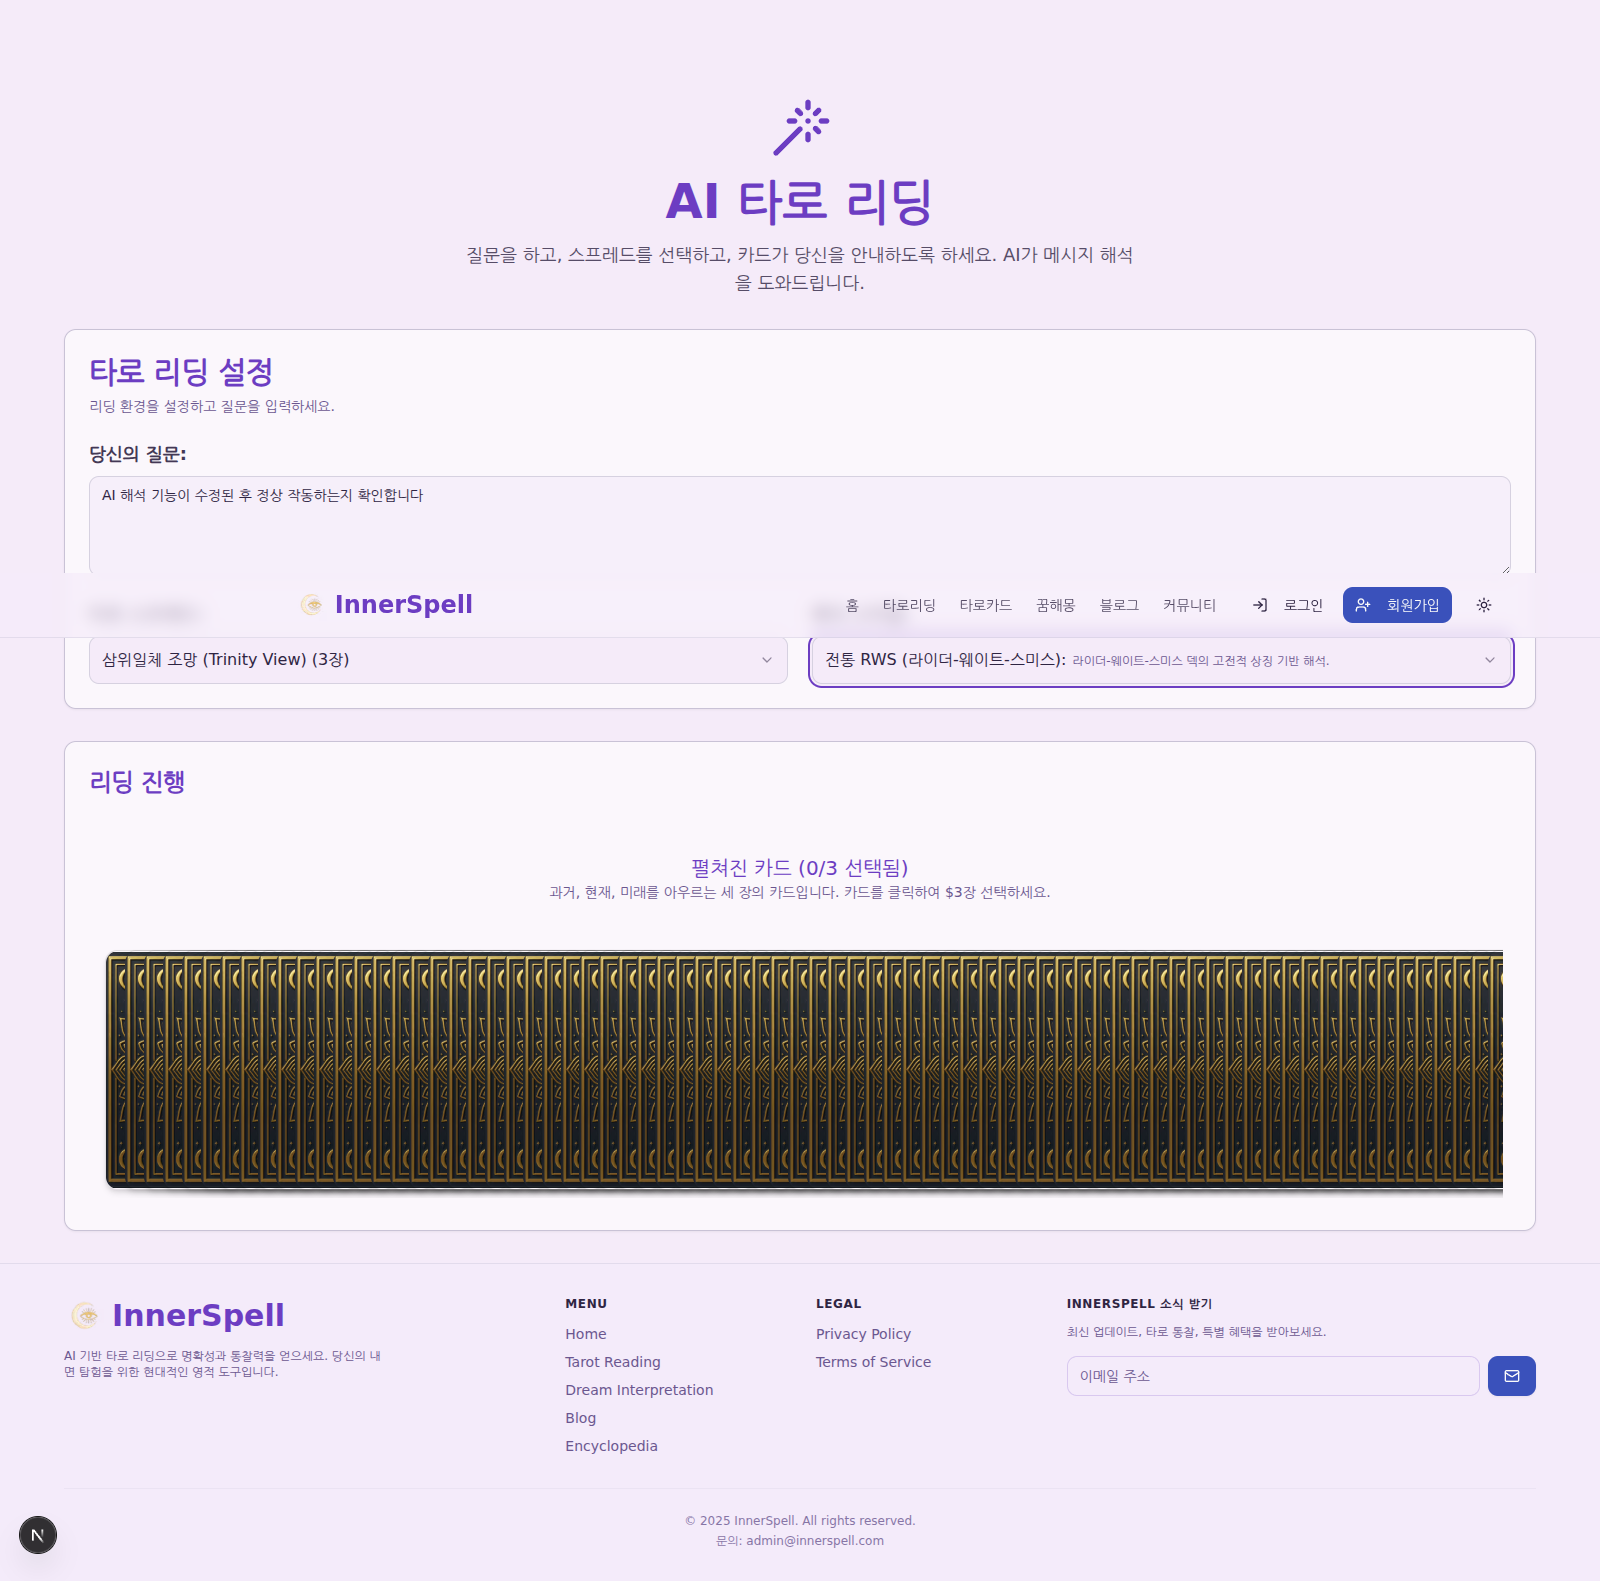 AI 타로 리딩
질문을 하고, 스프레드를 선택하고, 카드가 당신을 안내하도록 하세요. AI가 메시지 해석
을 도와드립니다.
타로 리딩 설정
리딩 환경을 설정하고 질문을 입력하세요.
당신의 질문:
AI 해석 기능이 수정된 후 정상 작동하는지 확인합니다
InnerSpell 홈 타로리딩 타로카드 꿈해몽 블로그 커뮤니티 로그인 회원가입
삼위일체 조망 (Trinity View) (3장)
전통 RWS (라이더-웨이트-스미스): 라이더-웨이트-스미스 덱의 고전적 상징 기반 해석.
리딩 진행
펼쳐진 카드 (0/3 선택됨)
과거, 현재, 미래를 아우르는 세 장의 카드입니다. 카드를 클릭하여 $3장 선택하세요.
InnerSpell
AI 기반 타로 리딩으로 명확성과 통찰력을 얻으세요. 당신의 내
면 탐험을 위한 현대적인 영적 도구입니다.
MENU
Home
Tarot Reading
Dream Interpretation
Blog
Encyclopedia
LEGAL
Privacy Policy
Terms of Service
INNERSPELL 소식 받기
최신 업데이트, 타로 통찰, 특별 혜택을 받아보세요.
이메일 주소
© 2025 InnerSpell. All rights reserved.
문의: admin@innerspell.com
N